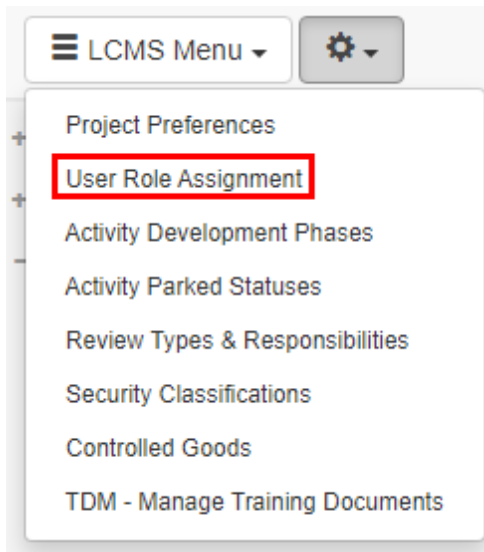 LCMS Menu
Project Preferences
User Role Assignment
Activity Development Phases
Activity Parked Statuses
Review Types & Responsibilities
Security Classifications
Controlled Goods
TDM - Manage Training Documents